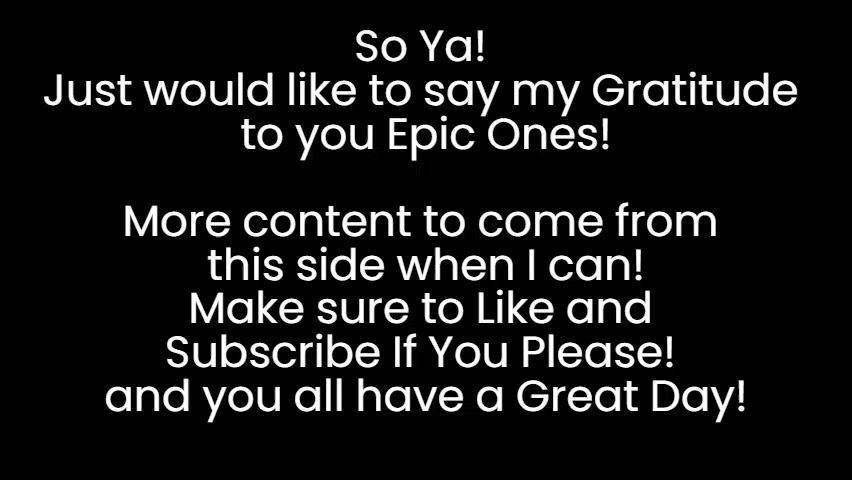 So Ya!
Just would like to say my Gratitude
to you Epic Ones!
More content to come from
this side when I can!
Make sure to Like and
Subscribe If You Please!
and you all have a Great Day!